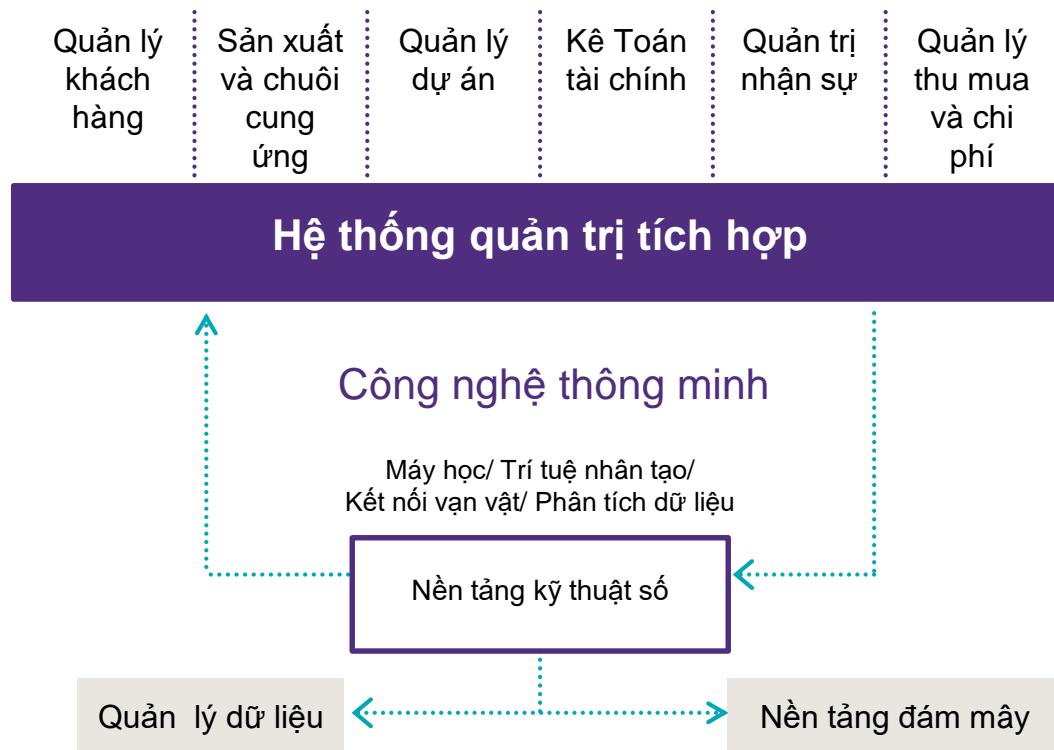 Quản lý
khách
hàng
Sản xuất
và chuôi
cung
ứng
Quản lý
dự án
Kê Toán
tài chính
Quản trị
nhận sự
Quản lý
thu mua
và chi
phí
Hệ thống quản trị tích hợp
Công nghệ thông minh
Máy học/ Trí tuệ nhân tạo/
Kết nối vạn vật/ Phân tích dữ liệu
Nền tảng kỹ thuật số
Quản lý dữ liệu
Nền tảng đám mây